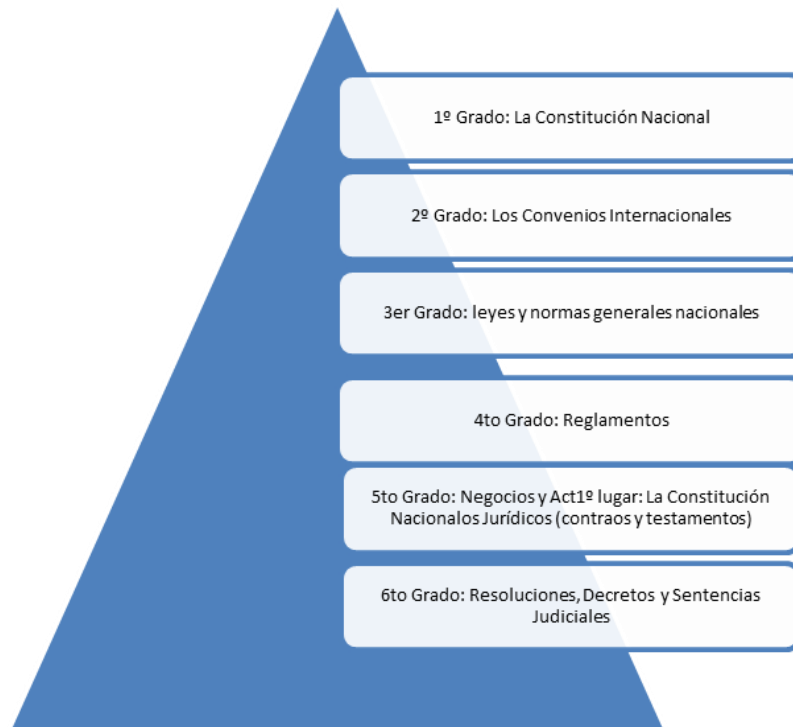 1º Grado: La Constitución Nacional
2º Grado: Los Convenios Internacionales
3er Grado: leyes y normas generales nacionales
4to Grado: Reglamentos
5to Grado: Negocios y Act1º lugar: La Constitución
Nacionalos Jurídicos (contraos y testamentos)
6to Grado: Resoluciones, Decretos y Sentencias
Judiciales